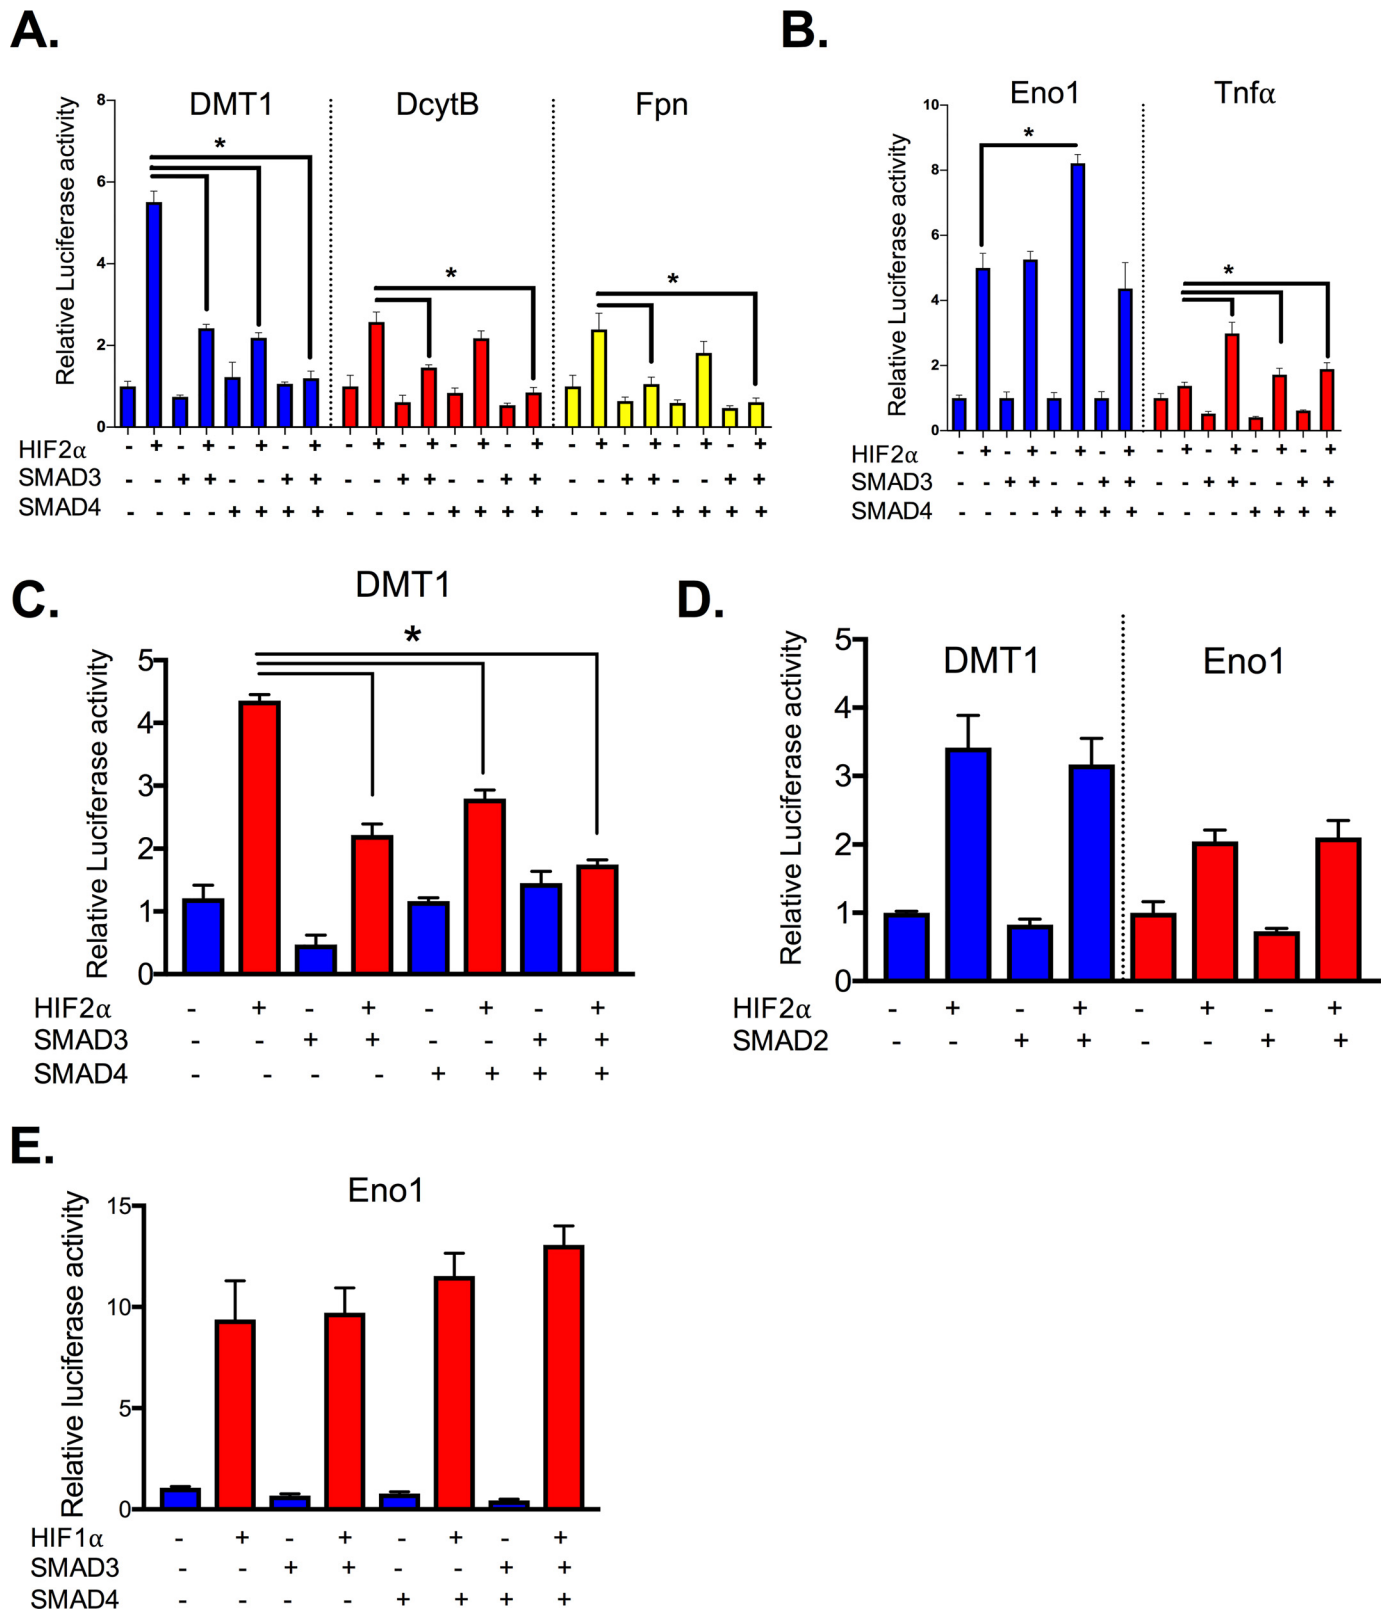 A.
DMT1 DcytB Fpn
Relative Luciferase activity
8
6
4
2
0
* * *
HIF2α - + - + - + - + - + - + - + - + - + - + - + - +
SMAD3 - - + + - - + + - - + + - - + + - - + + - - + +
SMAD4 - - - - + + + + - - - - + + + + - - - - + + + +
B.
Eno1 Tnfα
Relative Luciferase activity
10
8
6
4
2
0
* *
HIF2α - + - + - + - + - + - + - + - +
SMAD3 - - + + - - + + - - + + - - + +
SMAD4 - - - - + + + + - - - - + + + +
C.
DMT1
Relative Luciferase activity
5
4
3
2
1
0
*
HIF2α - + - + - + - +
SMAD3 - - + + - - + +
SMAD4 - - - - + + + +
D.
DMT1 Eno1
Relative Luciferase activity
5
4
3
2
1
0
HIF2α - + - + - + - +
SMAD2 - - + + - - + +
E.
Eno1
Relative luciferase activity
15
10
5
0
HIF1α - + - + - + - +
SMAD3 - - + + - - + +
SMAD4 - - - - + + + +